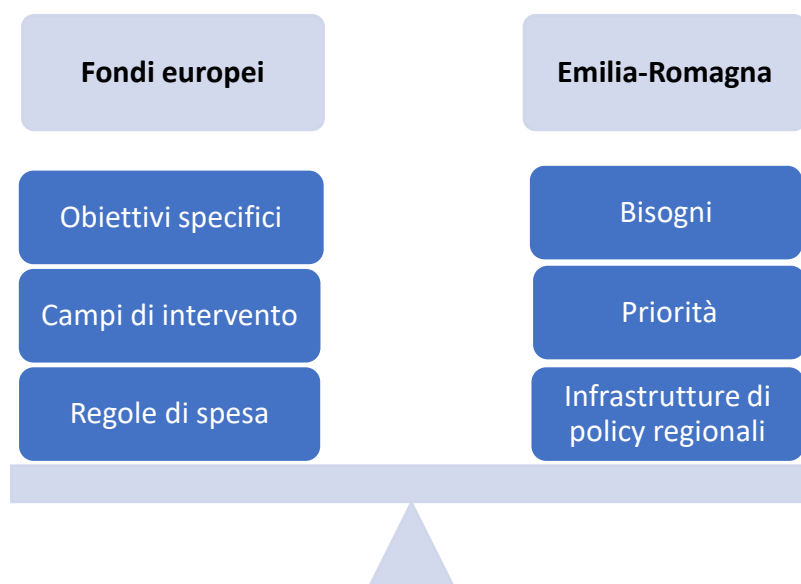 Fondi europei
Emilia-Romagna
Obiettivi specifici
Campi di intervento
Regole di spesa
Bisogni
Priorità
Infrastrutture di
policy regionali